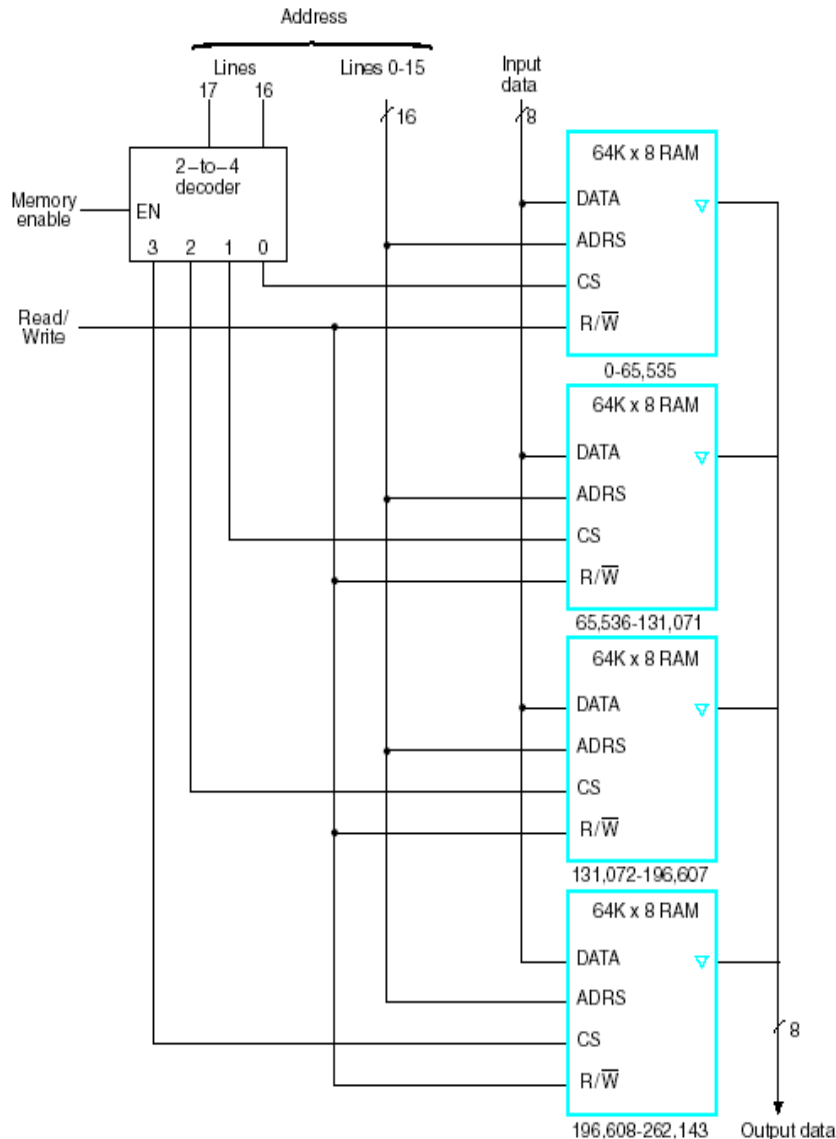 Address
Lines
17 16
Lines 0-15
Input
data
16
8
2-to-4
decoder
Memory
enable
EN
3 2 1 0
Read/
Write
64K x 8 RAM
DATA
ADRS
CS
R/W̅
0-65,535
64K x 8 RAM
DATA
ADRS
CS
R/W̅
65,536-131,071
64K x 8 RAM
DATA
ADRS
CS
R/W̅
131,072-196,607
64K x 8 RAM
DATA
ADRS
CS
R/W̅
196,608-262,143
8
Output data